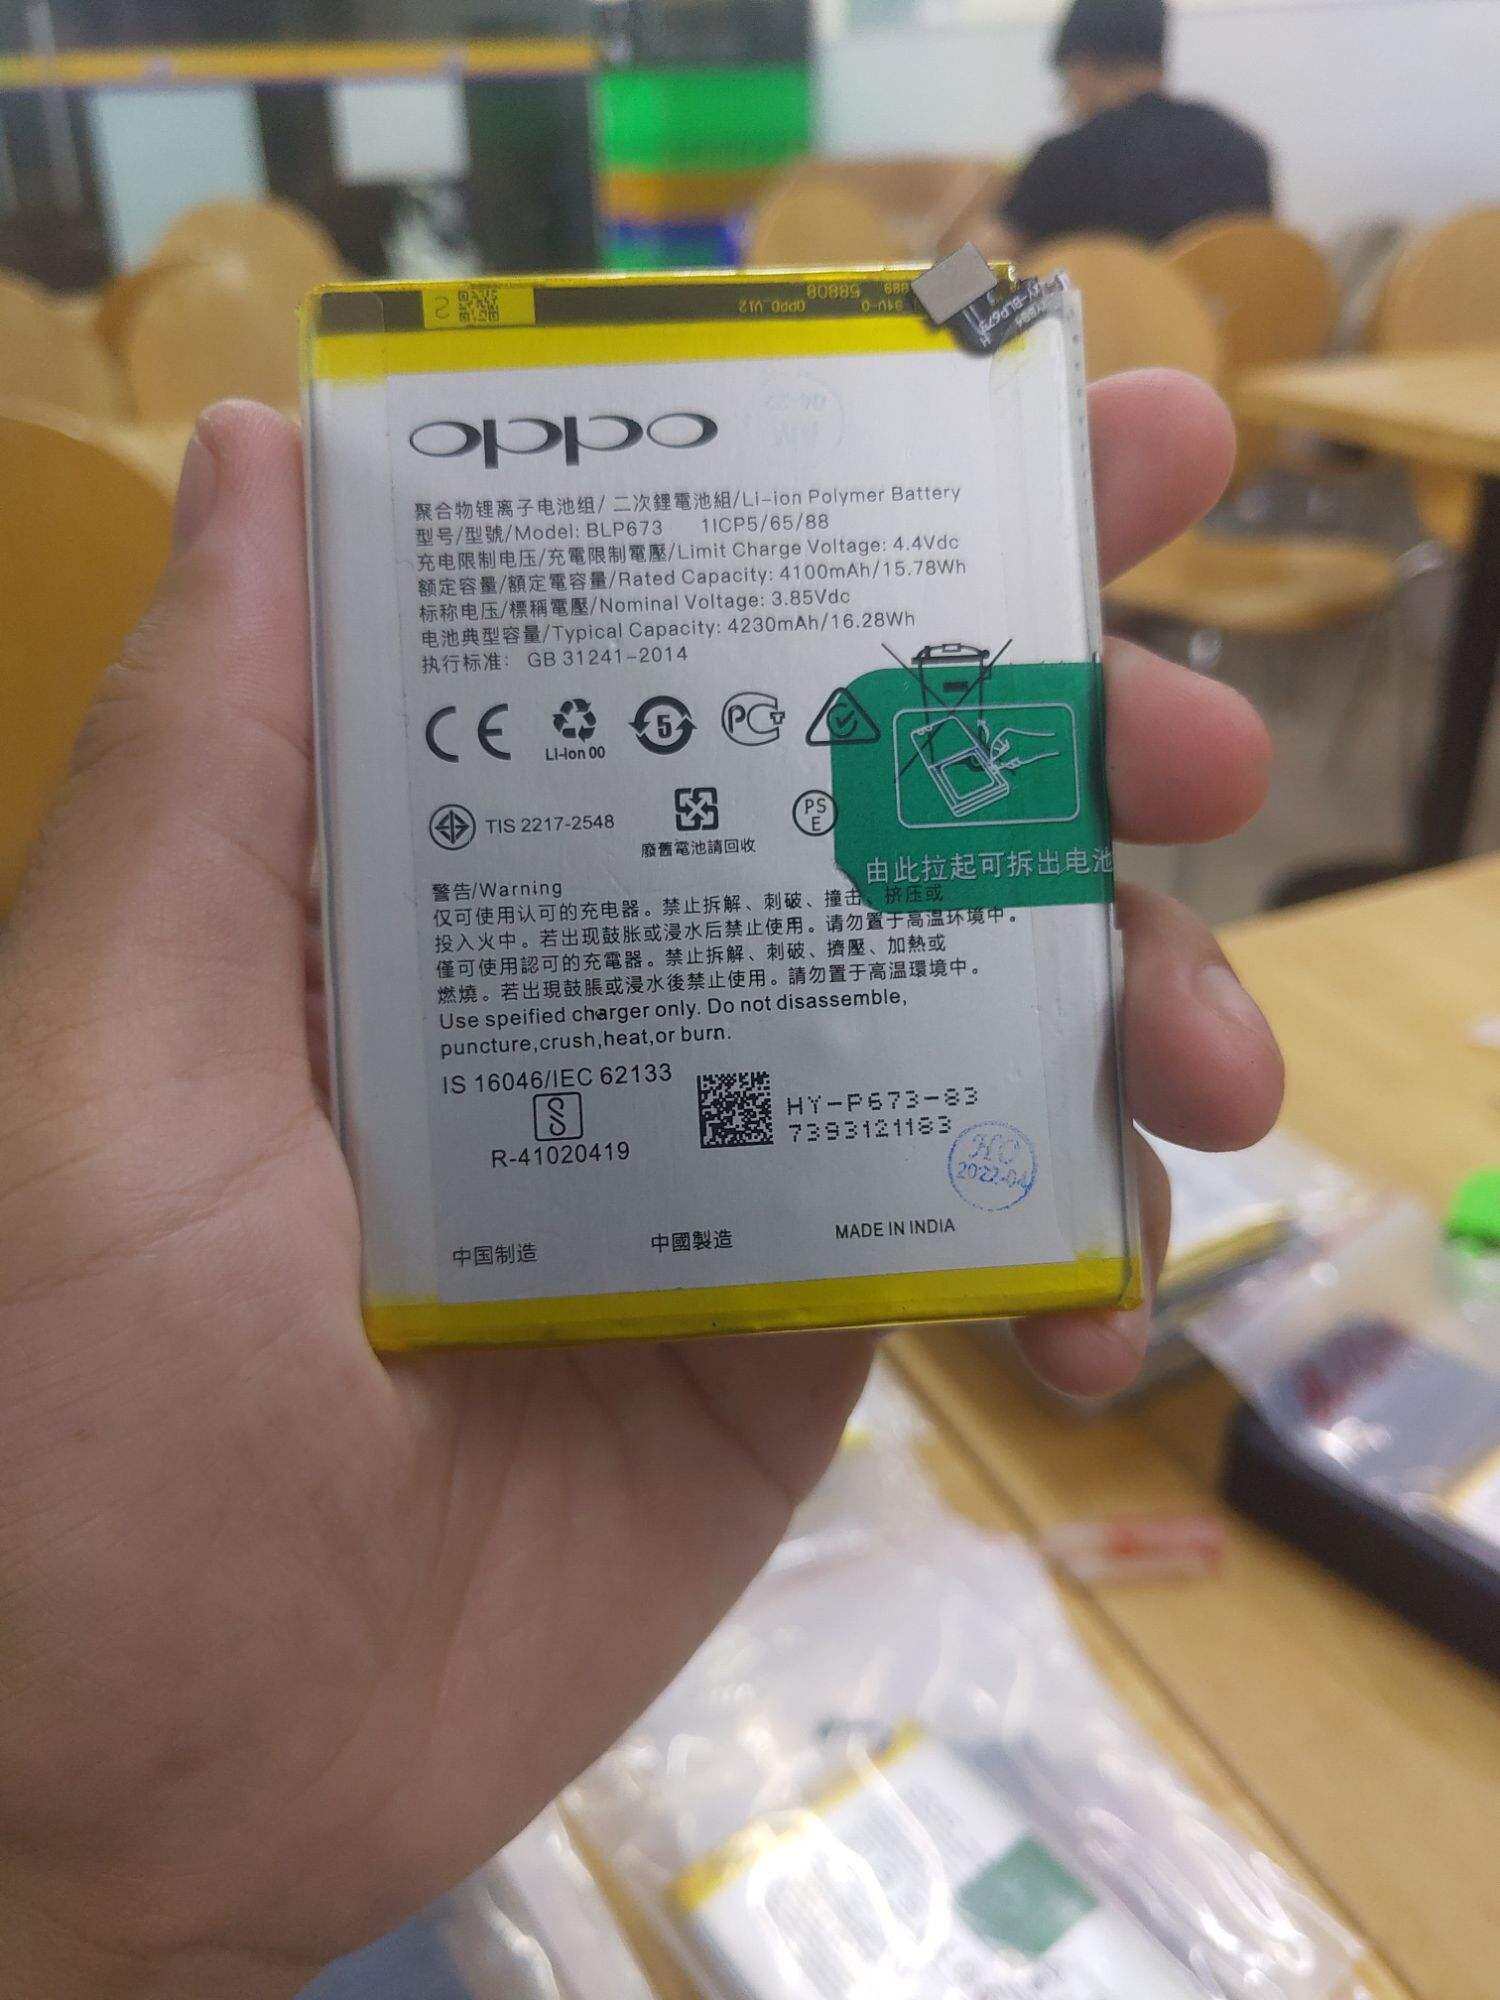 OPPO V12
94V-0
58808
BLP673
oppo
聚合物锂离子电池组/ 二次鋰電池組/Li-ion Polymer Battery
型号/型號/Model: BLP673 1ICP5/65/88
充电限制电压/充電限制電壓/Limit Charge Voltage: 4.4Vdc
额定容量/額定電容量/Rated Capacity: 4100mAh/15.78Wh
标称电压/標稱電壓/Nominal Voltage: 3.85Vdc
电池典型容量/Typical Capacity: 4230mAh/16.28Wh
执行标准: GB 31241-2014
CE
Li-ion 00
5
PCT
TIS 2217-2548
廢舊電池請回收
PS
E
由此拉起可拆出电池
警告/Warning
仅可使用认可的充电器。禁止拆解、刺破、撞击、挤压或
投入火中。若出现鼓胀或浸水后禁止使用。请勿置于高温环境中。
僅可使用認可的充電器。禁止拆解、刺破、擠壓、加熱或
燃燒。若出現鼓脹或浸水後禁止使用。請勿置于高溫環境中。
Use speified charger only. Do not disassemble,
puncture,crush,heat,or burn.
IS 16046/IEC 62133
R-41020419
HY-P673-83
7393121183
HC
2022-04
中国制造 中國製造 MADE IN INDIA